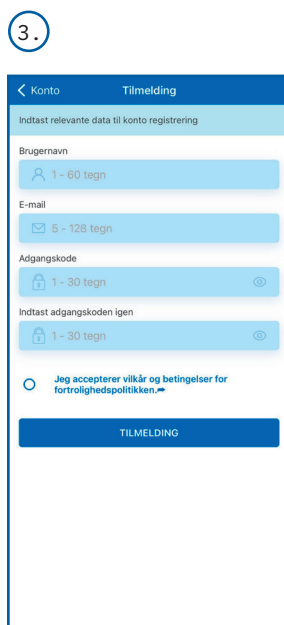 3.
Konto Tilmelding
Indtast relevante data til konto registrering
Brugernavn
1 - 60 tegn
E-mail
5 - 128 tegn
Adgangskode
1 - 30 tegn
Indtast adgangskoden igen
1 - 30 tegn
Jeg accepterer vilkår og betingelser for
fortrolighedspolitikken.➦
TILMELDING